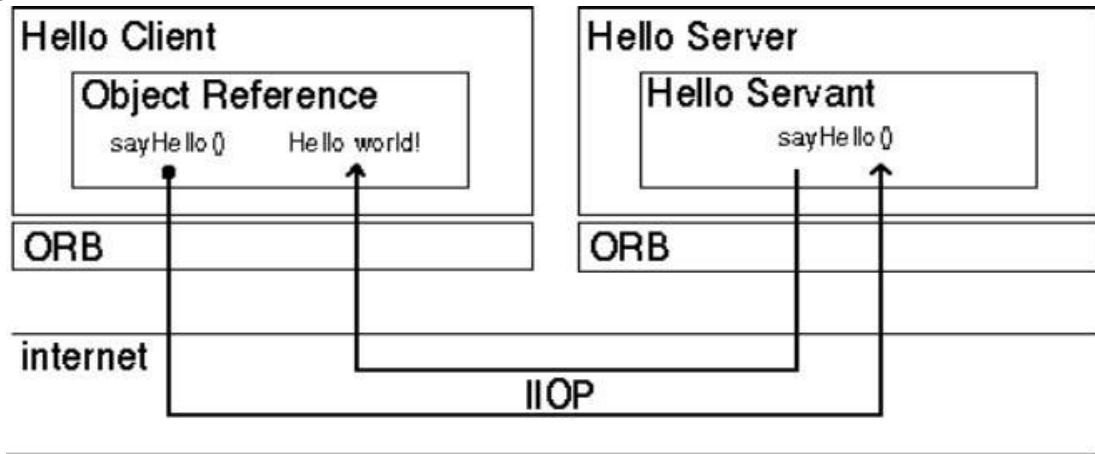 Hello Client
Object Reference
sayHello()
Hello world!
ORB
Hello Server
Hello Servant
sayHello()
ORB
internet
IIOP